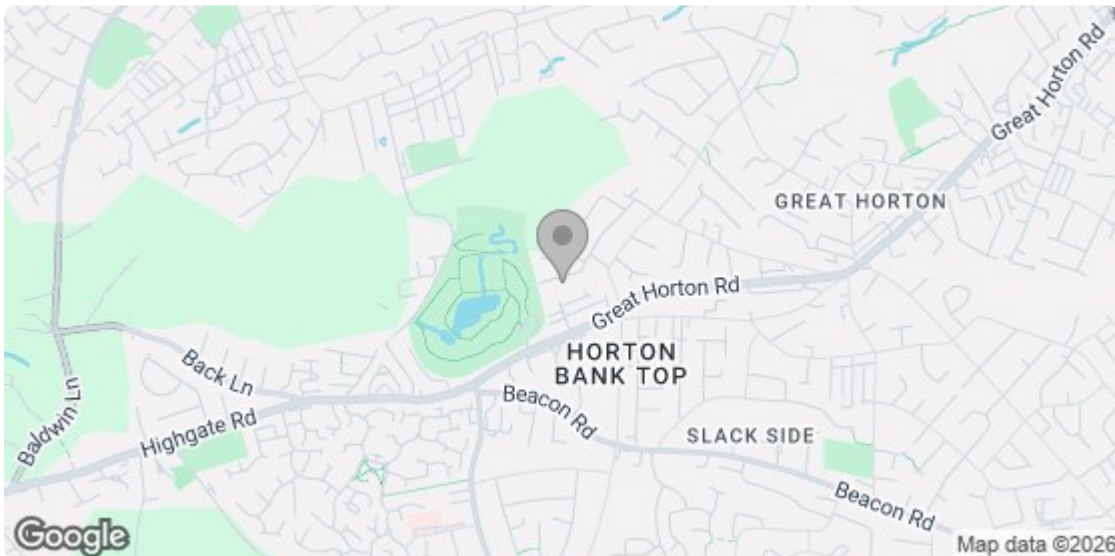 Great Horton Rd
GREAT HORTON
Great Horton Rd
HORTON
BANK TOP
Back Ln
Beacon Rd
Highgate Rd
Baldwin Ln
SLACK SIDE
Beacon Rd
Google
Map data ©2026